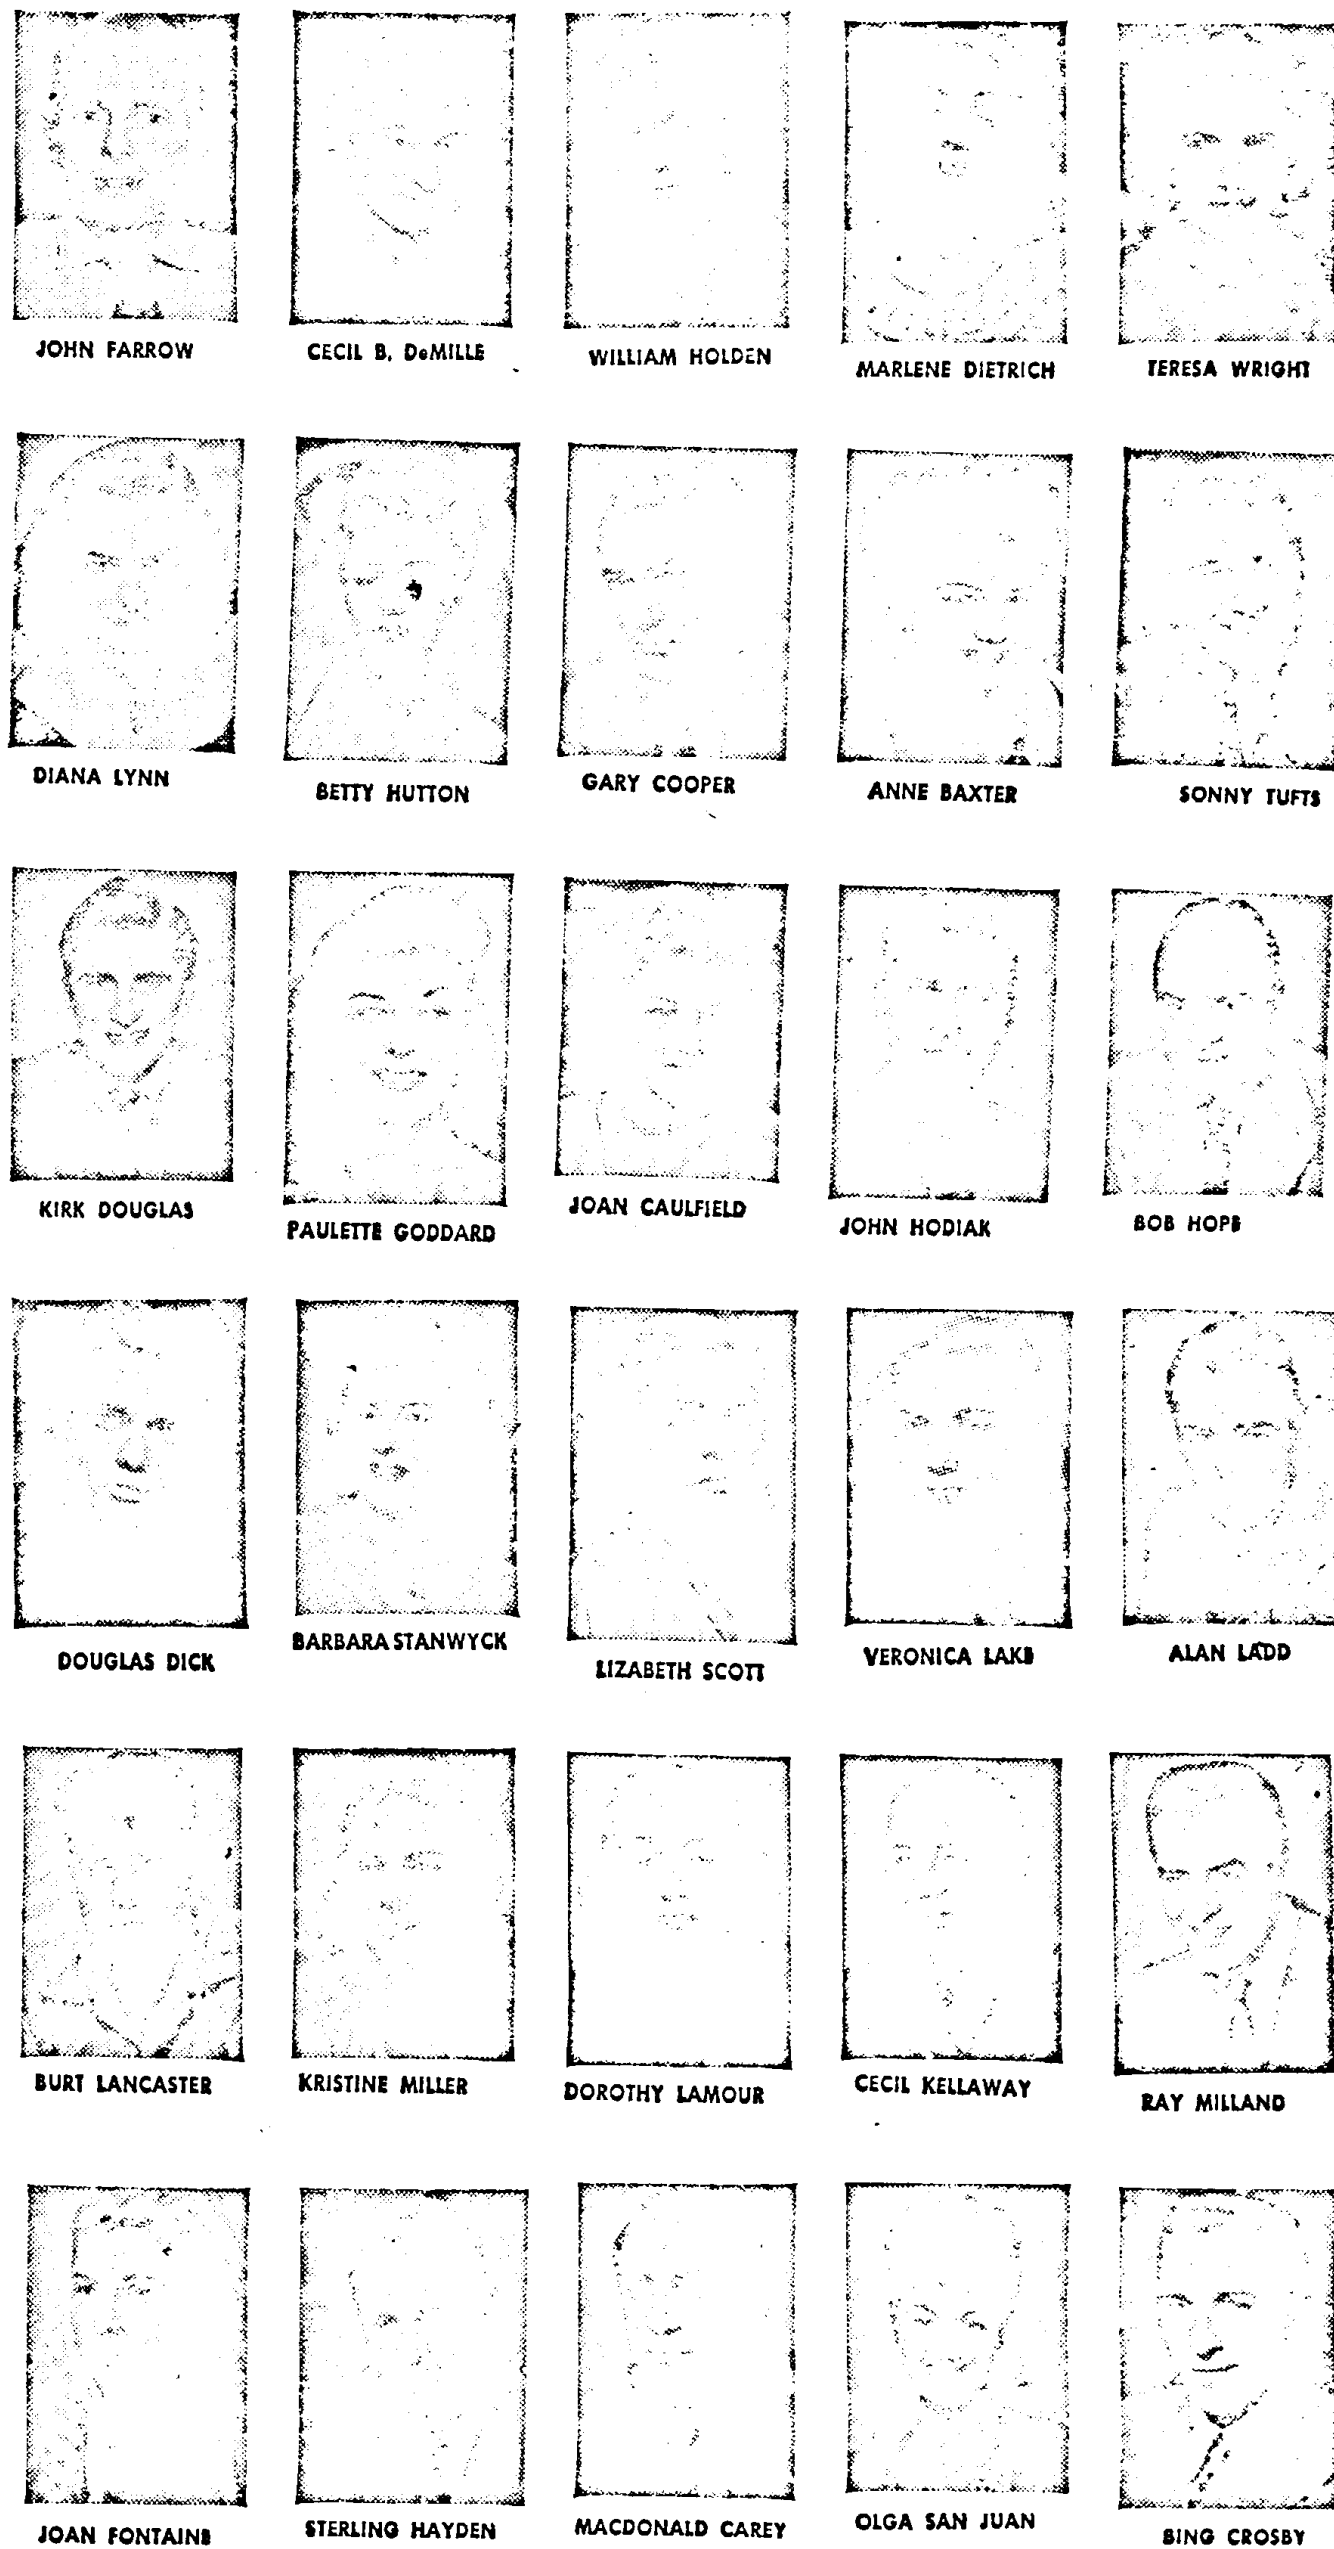 JOHN FARROW
CECIL B. DeMILLE
WILLIAM HOLDEN
MARLENE DIETRICH
TERESA WRIGHT
DIANA LYNN
BETTY HUTTON
GARY COOPER
ANNE BAXTER
SONNY TUFTS
KIRK DOUGLAS
PAULETTE GODDARD
JOAN CAULFIELD
JOHN HODIAK
BOB HOPE
DOUGLAS DICK
BARBARA STANWYCK
LIZABETH SCOTT
VERONICA LAKE
ALAN LADD
BURT LANCASTER
KRISTINE MILLER
DOROTHY LAMOUR
CECIL KELLAWAY
RAY MILLAND
JOAN FONTAINE
STERLING HAYDEN
MACDONALD CAREY
OLGA SAN JUAN
BING CROSBY